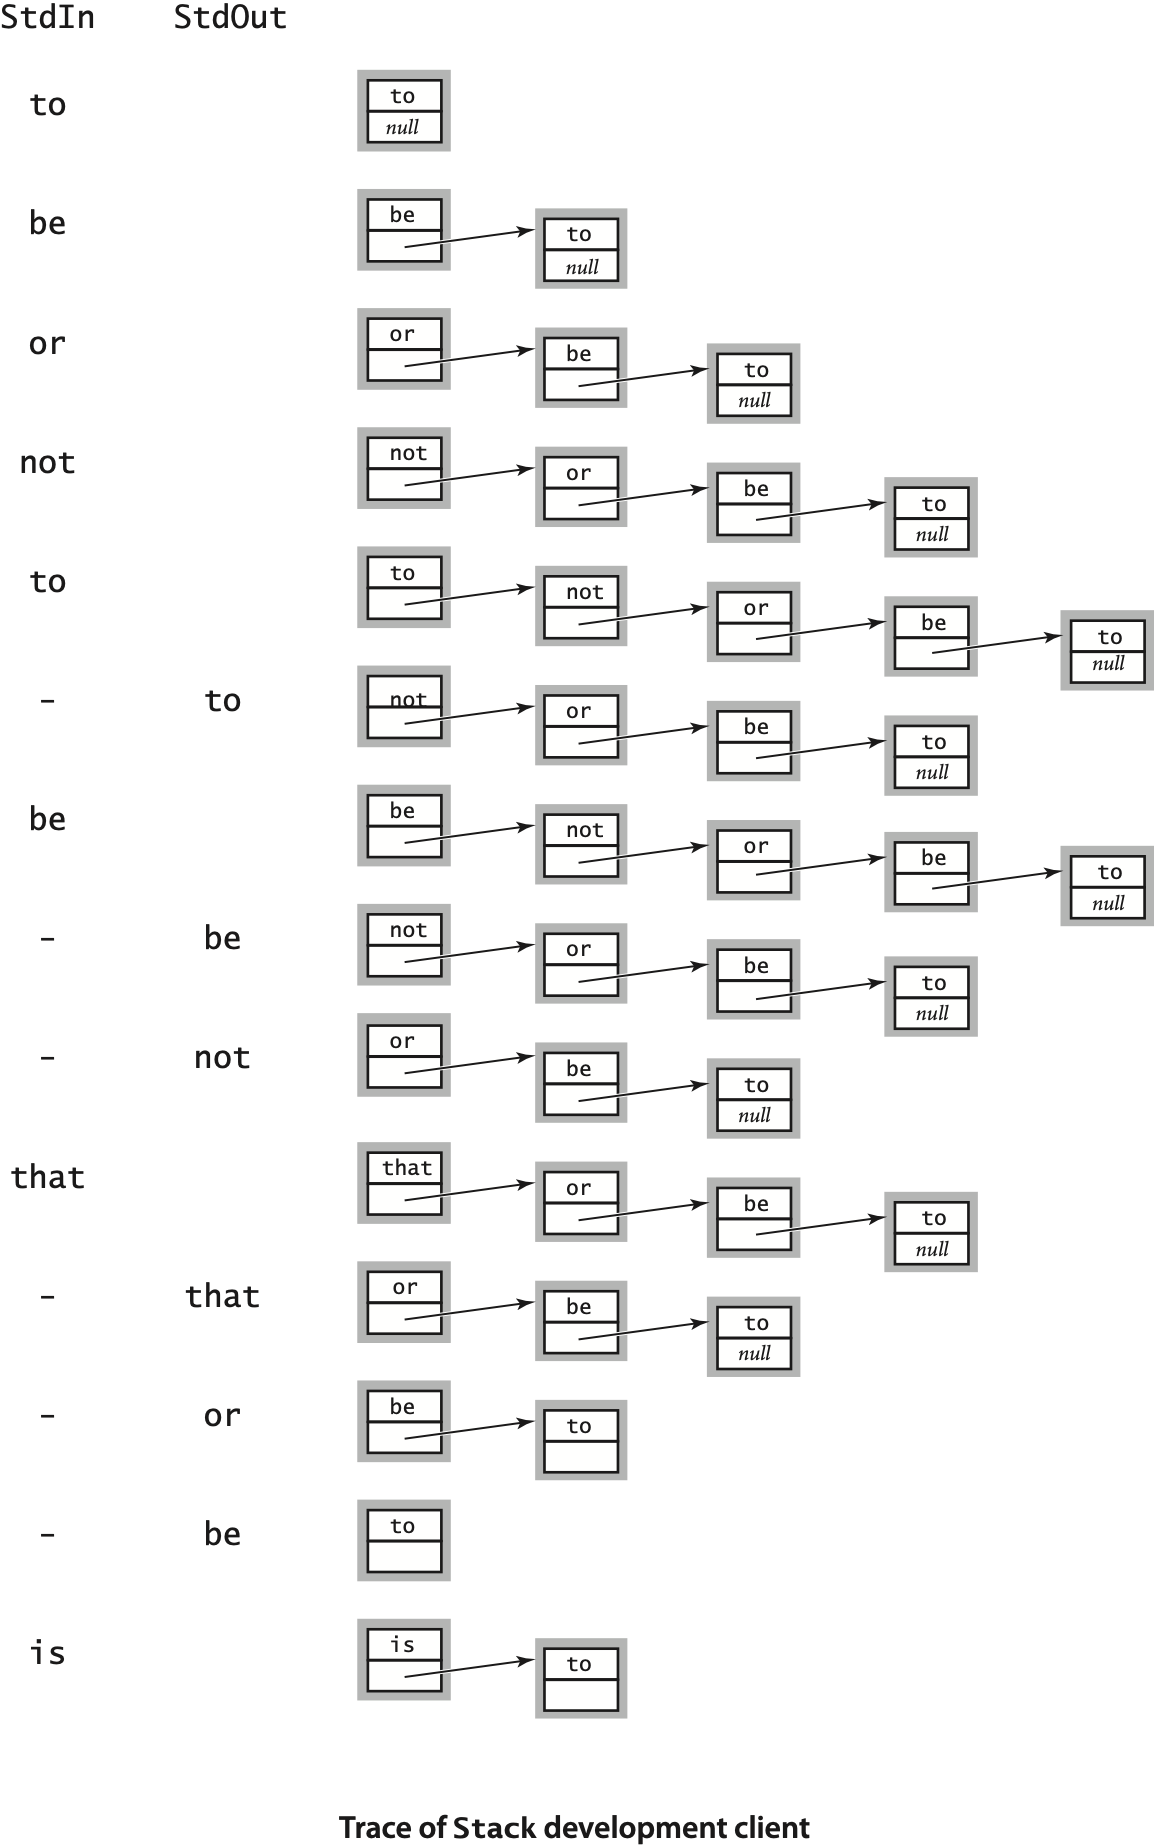 StdIn StdOut
to to
null
be be to
null
or or be to
null
not not or be to
null
to to not or be to
null
- to not or be to
null
be be not or be to
null
- be not or be to
null
- not or be to
null
that that or be to
null
- that or be to
null
- or be to
- be to
is is to
Trace of Stack development client